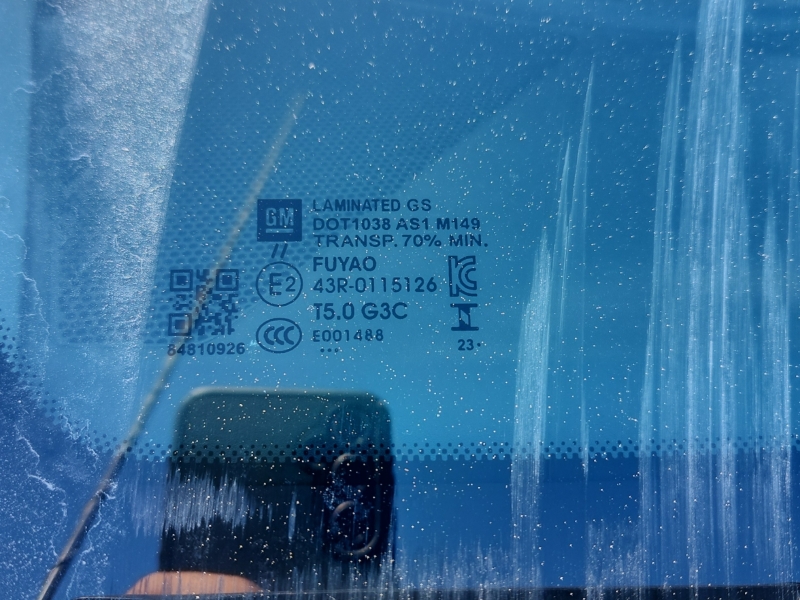 GM
LAMINATED GS
DOT1038 AS1 M149
TRANSP. 70% MIN.
FUYAO
E2
43R-0115126
T5.0 G3C
CCC
E001488
84810926
23